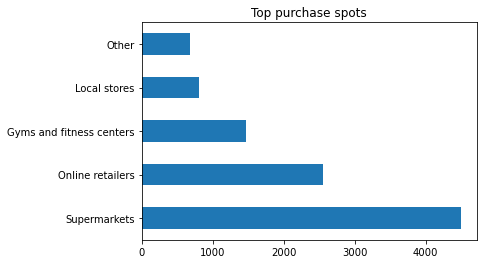 Top purchase spots
Other
Local stores
Gyms and fitness centers
Online retailers
Supermarkets
0 1000 2000 3000 4000